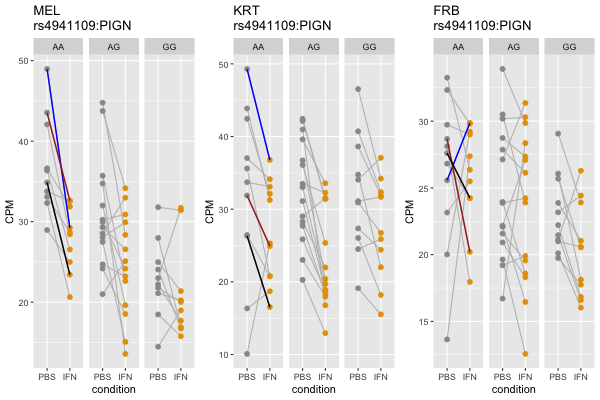 MEL
rs4941109:PIGN
AA AG GG
50
40
30
20
CPM
PBS IFN PBS IFN PBS IFN
condition
KRT
rs4941109:PIGN
AA AG GG
50
40
30
20
10
CPM
PBS IFN PBS IFN PBS IFN
condition
FRB
rs4941109:PIGN
AA AG GG
30
25
20
15
CPM
PBS IFN PBS IFN PBS IFN
condition